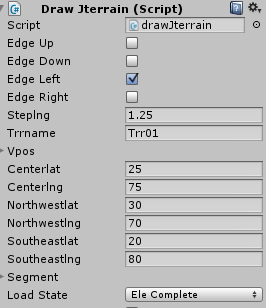 Draw Jterrain (Script)
Script drawJterrain
Edge Up
Edge Down
Edge Left
Edge Right
Steplng 1.25
Trrname Trr01
Vpos
Centerlat 25
Centerlng 75
Northwestlat 30
Northwestlng 70
Southeastlat 20
Southeastlng 80
Segment
Load State Ele Complete